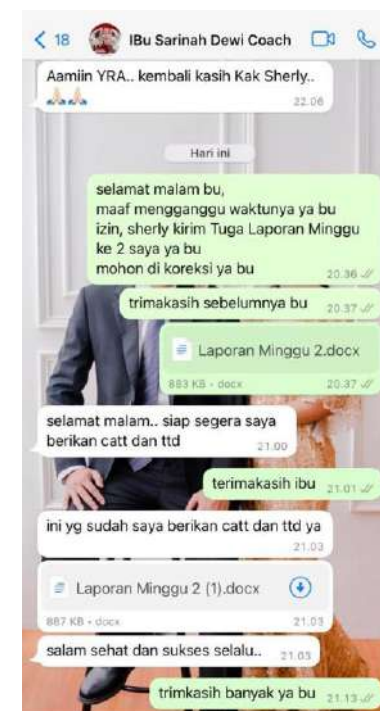 18 IBu Sarinah Dewi Coach
Aamiin YRA.. kembali kasih Kak Sherly..
🙏🏻🙏🏻
22.06
Hari ini
selamat malam bu,
maaf mengganggu waktunya ya bu
izin, sherly kirim Tuga Laporan Minggu
ke 2 saya ya bu
mohon di koreksi ya bu
20.36
trimakasih sebelumnya bu 20.37
Laporan Minggu 2.docx
883 KB • docx 20.37
selamat malam.. siap segera saya
berikan catt dan ttd 21.00
terimakasih ibu 21.01
ini yg sudah saya berikan catt dan ttd ya
21.03
Laporan Minggu 2 (1).docx
887 KB • docx 21.03
salam sehat dan sukses selalu.. 21.03
trimkasih banyak ya bu 21.13